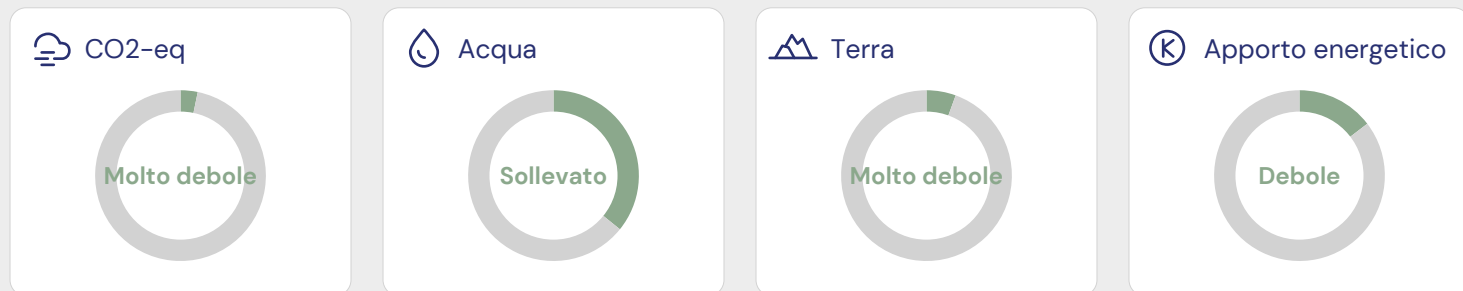 CO2-eq
Molto debole
Acqua
Sollevato
Terra
Molto debole
Apporto energetico
Debole